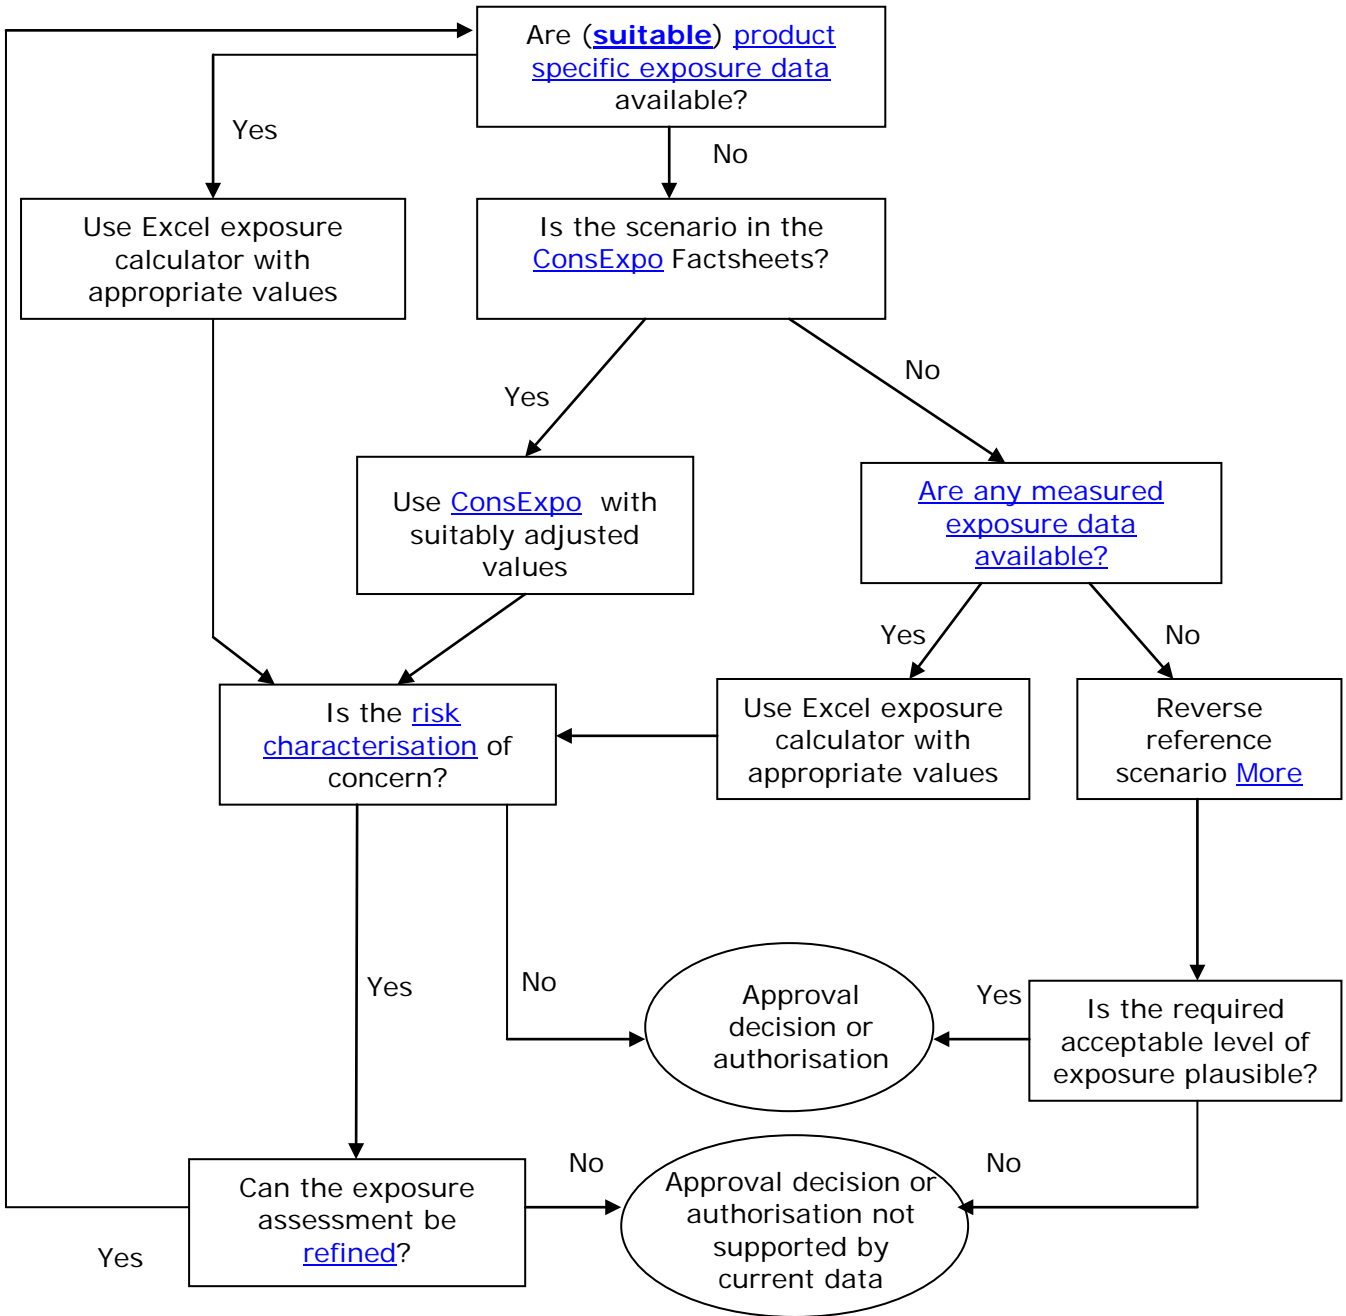 Are (suitable) product
specific exposure data
available?
Yes
No
Use Excel exposure
calculator with
appropriate values
Is the scenario in the
ConsExpo Factsheets?
Yes
No
Use ConsExpo with
suitably adjusted
values
Are any measured
exposure data
available?
Yes
No
Is the risk
characterisation of
concern?
Use Excel exposure
calculator with
appropriate values
Reverse
reference
scenario More
Yes
No
Approval
decision or
authorisation
Yes
Is the required
acceptable level of
exposure plausible?
Can the exposure
assessment be
refined?
Yes
No
Approval decision or
authorisation not
supported by
current data
No